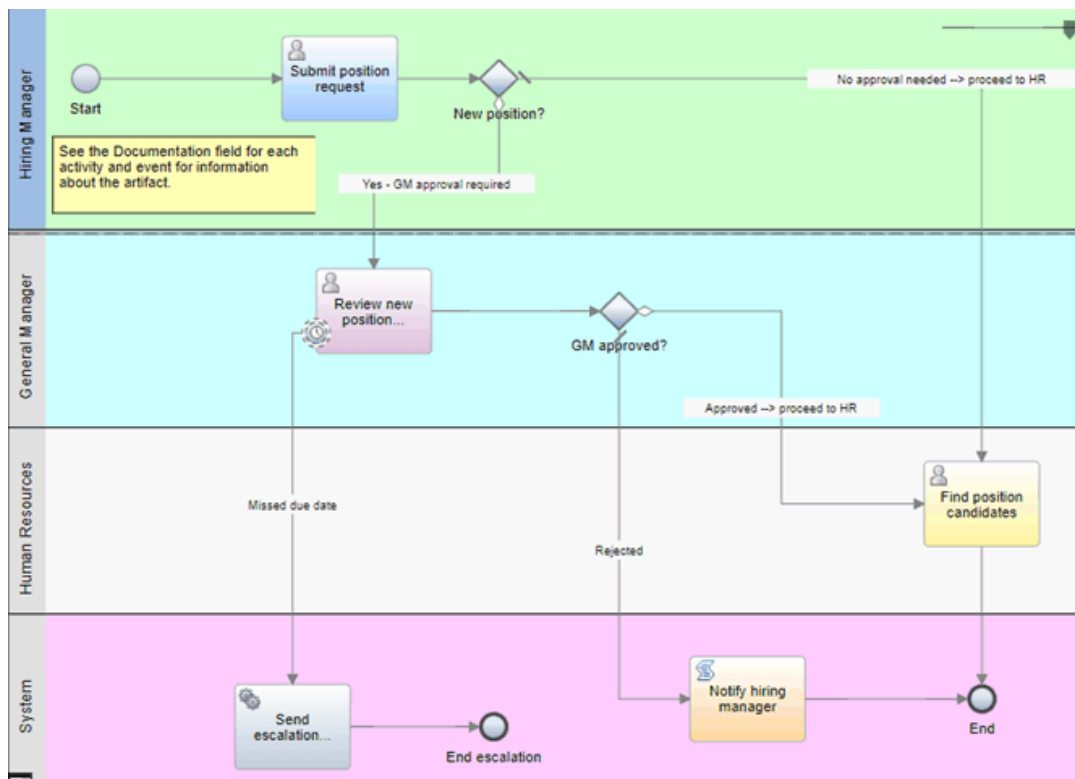 Hiring Manager
Start
Submit position
request
New position?
No approval needed --> proceed to HR
See the Documentation field for each
activity and event for information
about the artifact.
Yes - GM approval required
General Manager
Review new
position...
GM approved?
Approved --> proceed to HR
Human Resources
Missed due date
Rejected
Find position
candidates
System
Send
escalation...
End escalation
Notify hiring
manager
End